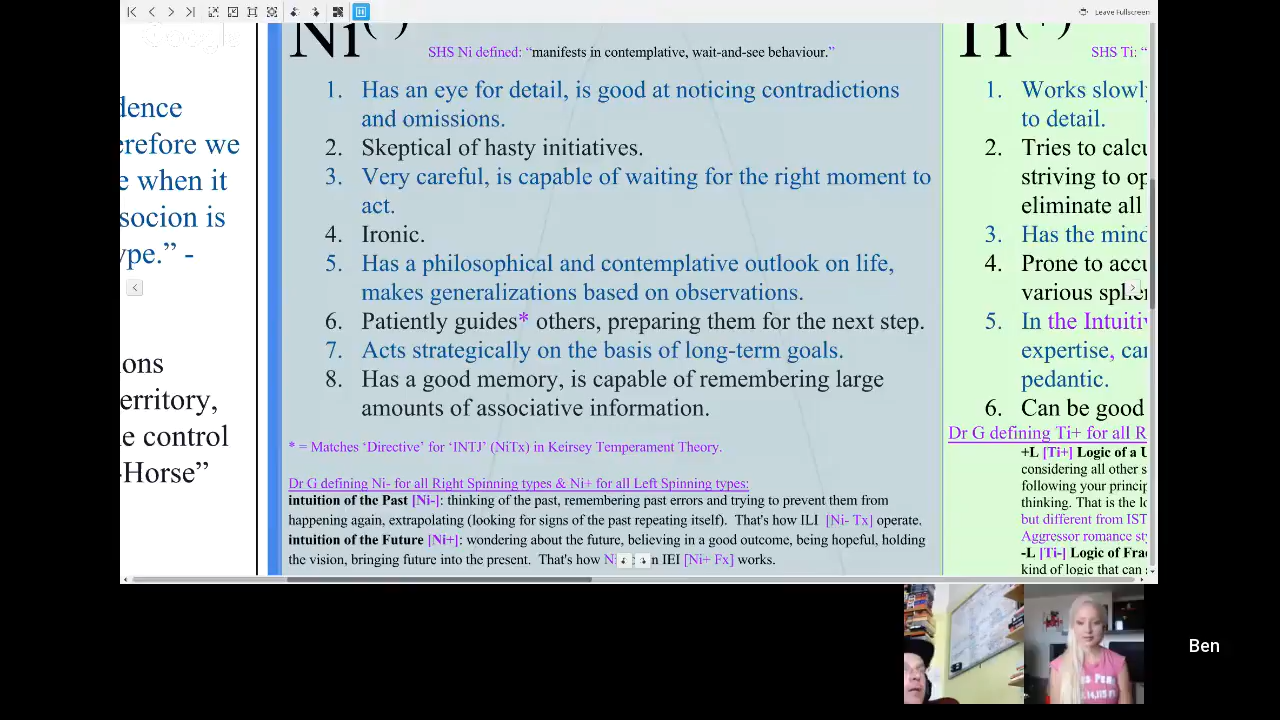 Leave Fullscreen
Google
dence
erefore we
e when it
socion is
ype.” -
ions
erritory,
e control
-Horse”
Ni(-)
SHS Ni defined: “manifests in contemplative, wait-and-see behaviour.”
1. Has an eye for detail, is good at noticing contradictions
and omissions.
2. Skeptical of hasty initiatives.
3. Very careful, is capable of waiting for the right moment to
act.
4. Ironic.
5. Has a philosophical and contemplative outlook on life,
makes generalizations based on observations.
6. Patiently guides* others, preparing them for the next step.
7. Acts strategically on the basis of long-term goals.
8. Has a good memory, is capable of remembering large
amounts of associative information.
* = Matches ‘Directive’ for ‘INTJ’ (NiTx) in Keirsey Temperament Theory.
Dr G defining Ni- for all Right Spinning types & Ni+ for all Left Spinning types:
intuition of the Past [Ni-]: thinking of the past, remembering past errors and trying to prevent them from
happening again, extrapolating (looking for signs of the past repeating itself). That's how ILI [Ni- Tx] operate.
intuition of the Future [Ni+]: wondering about the future, believing in a good outcome, being hopeful, holding
the vision, bringing future into the present. That's how IEI [Ni+ Fx] works.
Ti(+)
SHS Ti: “
1. Works slowly
to detail.
2. Tries to calcu
striving to op
eliminate all
3. Has the mind
4. Prone to accu
various sphe
5. In the Intuitiv
expertise, car
pedantic.
6. Can be good
Dr G defining Ti+ for all R
+L [Ti+] Logic of a U
considering all other s
following your princip
thinking. That is the lo
but different from IST
Aggressor romance sty
-L [Ti-] Logic of Frac
kind of logic that can
Ben